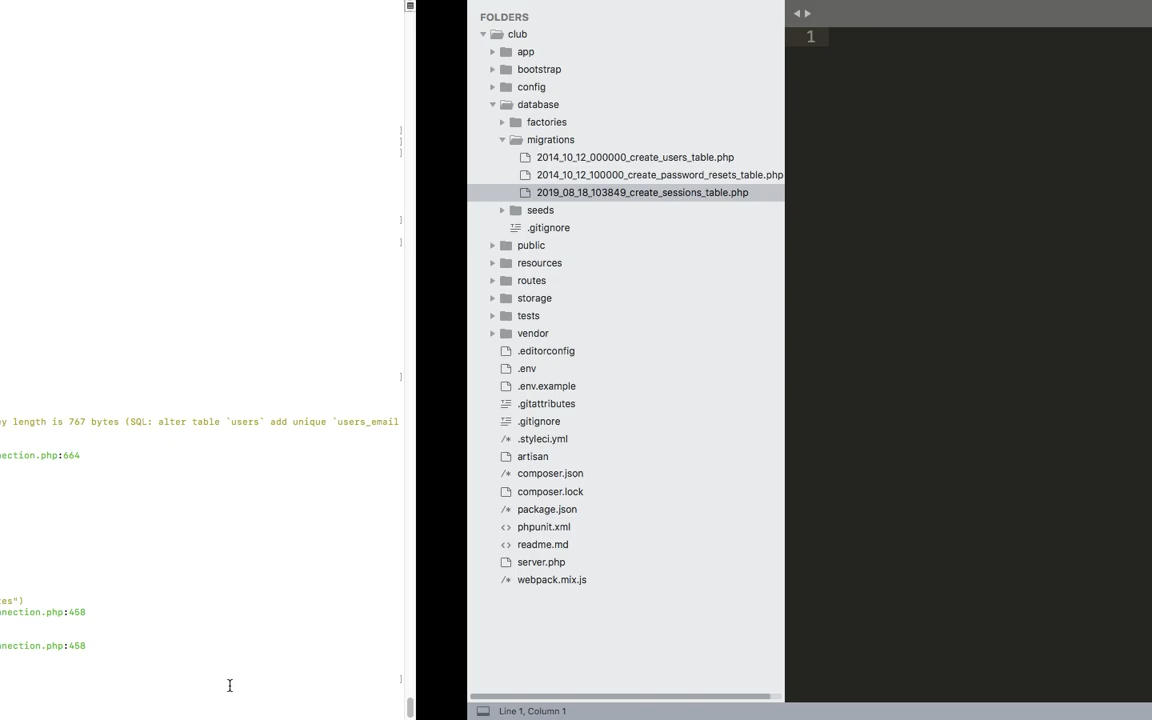 y length is 767 bytes (SQL: alter table `users` add unique `users_email
ection.php:664
es")
nection.php:458
nection.php:458
FOLDERS
club
app
bootstrap
config
database
factories
migrations
2014_10_12_000000_create_users_table.php
2014_10_12_100000_create_password_resets_table.php
2019_08_18_103849_create_sessions_table.php
seeds
.gitignore
public
resources
routes
storage
tests
vendor
.editorconfig
.env
.env.example
.gitattributes
.gitignore
/* .styleci.yml
artisan
/* composer.json
composer.lock
/* package.json
<> phpunit.xml
<> readme.md
server.php
/* webpack.mix.js
Line 1, Column 1
1